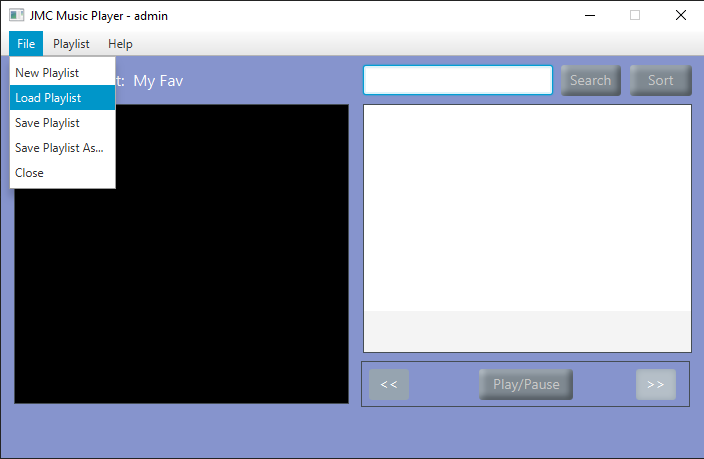 JMC Music Player - admin
File Playlist Help
New Playlist
Load Playlist
Save Playlist
Save Playlist As...
Close
t: My Fav
Search Sort
<< Play/Pause >>